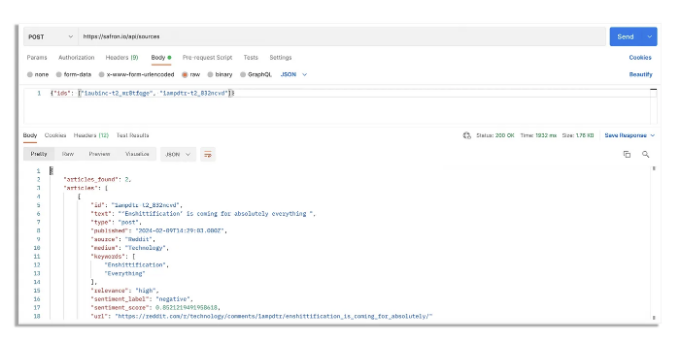 POST https://safron.io/api/sources Send
Params Authorization Headers (9) Body Pre-request Script Tests Settings Cookies
none form-data x-www-form-urlencoded raw binary GraphQL JSON Beautify
1 {"ids": ["1aubinc-t2_mr0tfqgv", "1ampdtr-t2_832ncvd"]}
Body Cookies Headers (12) Test Results Status: 200 OK Time: 1932 ms Size: 1.78 KB Save Response
Pretty Raw Preview Visualize JSON
1 {
2 "articles_found": 2,
3 "articles": [
4 {
5 "id": "1ampdtr-t2_832ncvd",
6 "text": "'Enshittification' is coming for absolutely everything ",
7 "type": "post",
8 "published": "2024-02-09T14:29:03.000Z",
9 "source": "Reddit",
10 "medium": "Technology",
11 "keywords": [
12 "Enshittification",
13 "Everything"
14 ],
15 "relevance": "high",
16 "sentiment_label": "negative",
17 "sentiment_score": 0.8521219491958618,
18 "url": "https://reddit.com/r/technology/comments/1ampdtr/enshittification_is_coming_for_absolutely/"